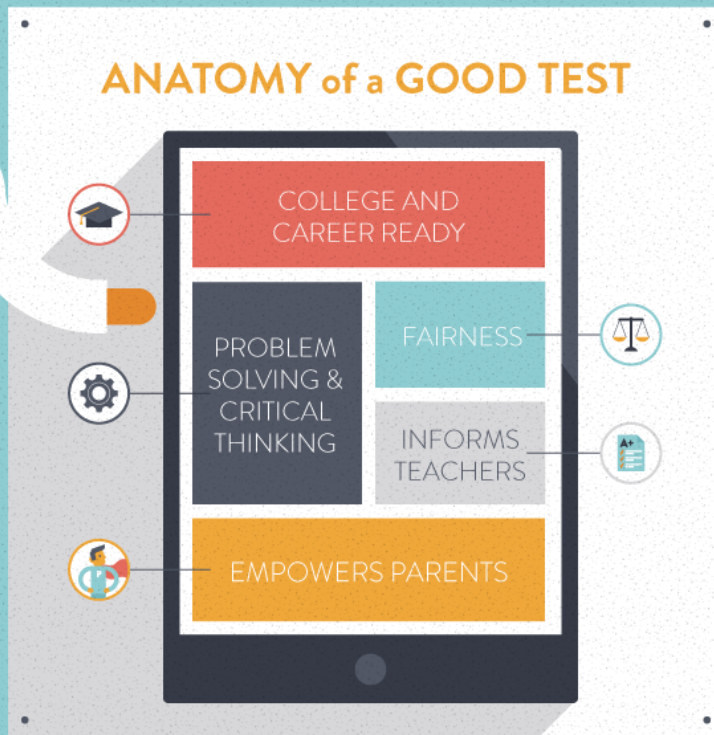 ANATOMY of a GOOD TEST
COLLEGE AND
CAREER READY
PROBLEM
SOLVING &
CRITICAL
THINKING
FAIRNESS
INFORMS
TEACHERS
A+
EMPOWERS PARENTS